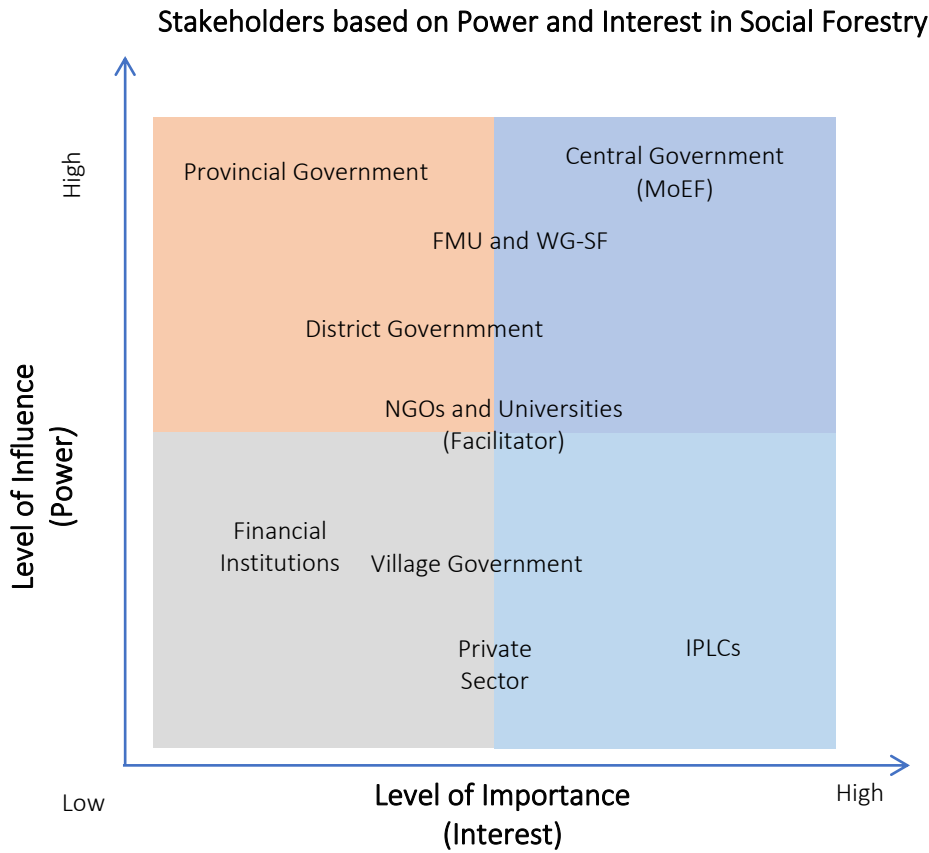 Stakeholders based on Power and Interest in Social Forestry
High
Level of Influence
(Power)
Provincial Government
Central Government
(MoEF)
FMU and WG-SF
District Governmment
NGOs and Universities
(Facilitator)
Financial
Institutions
Village Government
Private
Sector
IPLCs
Low
Level of Importance
(Interest)
High